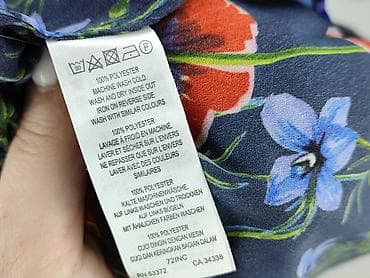 100% POLYESTER
MACHINE WASH COLD.
WASH AND DRY INSIDE OUT
IRON ON REVERSE SIDE
WASH WITH SIMILAR COLOURS
100% POLYESTER
LAVAGE À FROID EN MACHINE
LAVER ET SÉCHER SUR L'ENVERS
NE REPASSER QUE SUR L'ENVERS
LAVER AVEC DES COULEURS
SIMILAIRES
100% POLYESTER
KALTE MASCHINENWÄSCHE,
AUF LINKS WASCHEN UND TROCKNEN
AUF LINKS BÜGELN
MIT ÄHNLICHEN FARBEN WASCHEN
100% POLYESTER
CUCI DINGIN DENGAN MESIN
CUCI DAN KERINGKAN BAGIAN DALAM
72INC CA 34338
RN 63372